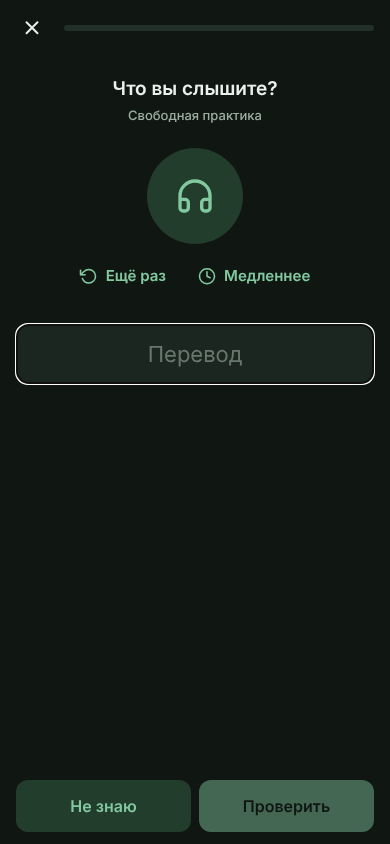 Что вы слышите?
Свободная практика
Ещё раз
Медленнее
Перевод
Не знаю
Проверить